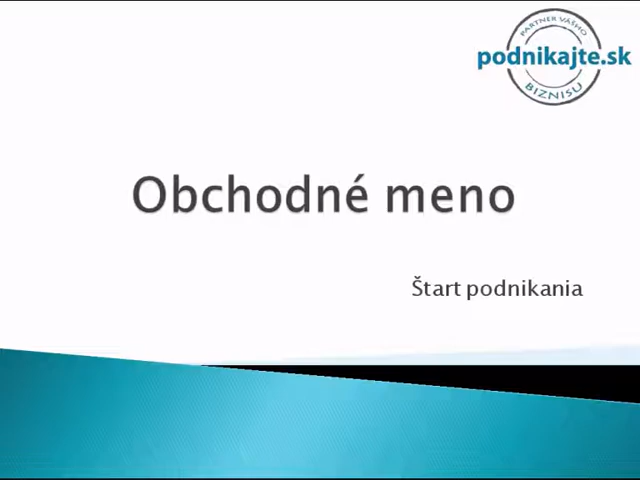 PARTNER VÁŠHO
podnikajte.sk
BIZNISU
Obchodné meno
Štart podnikania